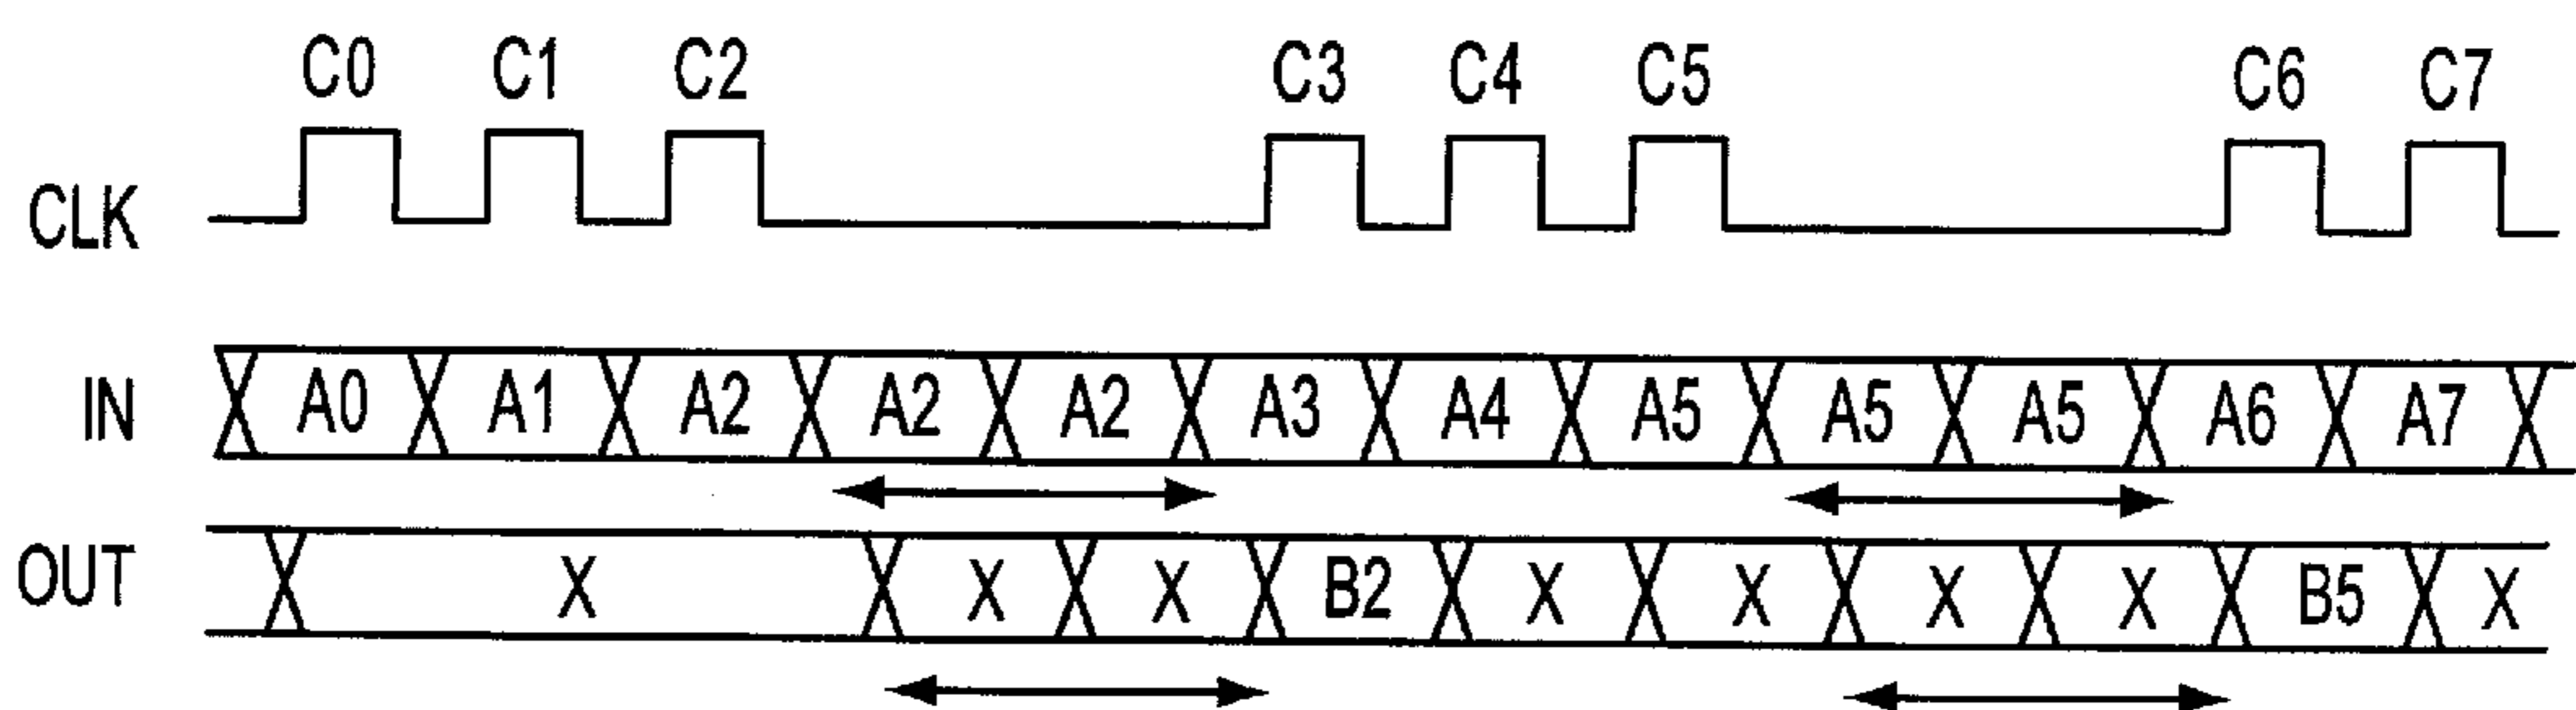 C0 C1 C2 C3 C4 C5 C6 C7
CLK
IN A0 A1 A2 A2 A2 A3 A4 A5 A5 A5 A6 A7
OUT X X X B2 X X X X B5 X